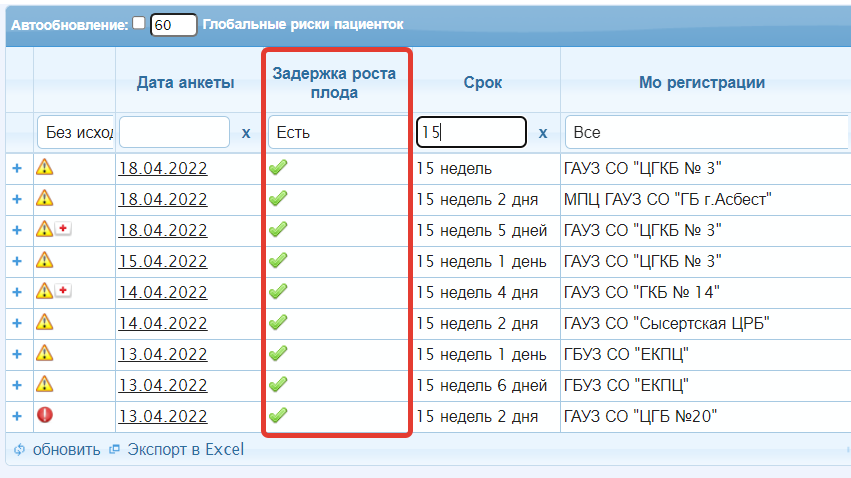 Автообновление: 60 Глобальные риски пациенток
Дата анкеты Задержка роста плода Срок Мо регистрации
Без исход x Есть 15 x Все
+ 18.04.2022 15 недель ГАУЗ СО "ЦГКБ № 3"
+ 18.04.2022 15 недель 2 дня МПЦ ГАУЗ СО "ГБ г.Асбест"
+ 18.04.2022 15 недель 5 дней ГАУЗ СО "ЦГКБ № 3"
+ 15.04.2022 15 недель 1 день ГАУЗ СО "ЦГКБ № 3"
+ 14.04.2022 15 недель 4 дня ГАУЗ СО "ГКБ № 14"
+ 14.04.2022 15 недель 2 дня ГАУЗ СО "Сысертская ЦРБ"
+ 13.04.2022 15 недель 1 день ГБУЗ СО "ЕКПЦ"
+ 13.04.2022 15 недель 6 дней ГБУЗ СО "ЕКПЦ"
+ 13.04.2022 15 недель 2 дня ГАУЗ СО "ЦГБ №20"
обновить Экспорт в Excel